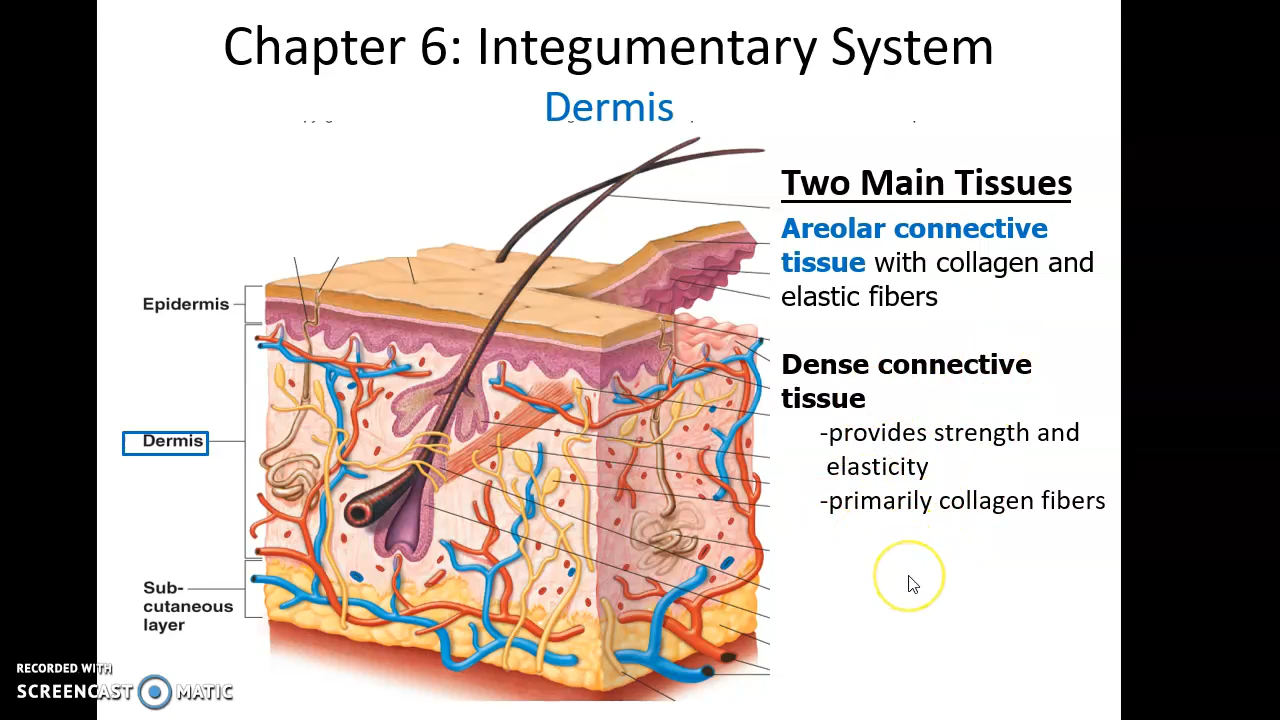 Chapter 6: Integumentary System
Dermis
Two Main Tissues
Areolar connective
tissue with collagen and
elastic fibers
Dense connective
tissue
-provides strength and
elasticity
-primarily collagen fibers
Epidermis
Dermis
Sub-
cutaneous
layer
RECORDED WITH
SCREENCAST MATIC